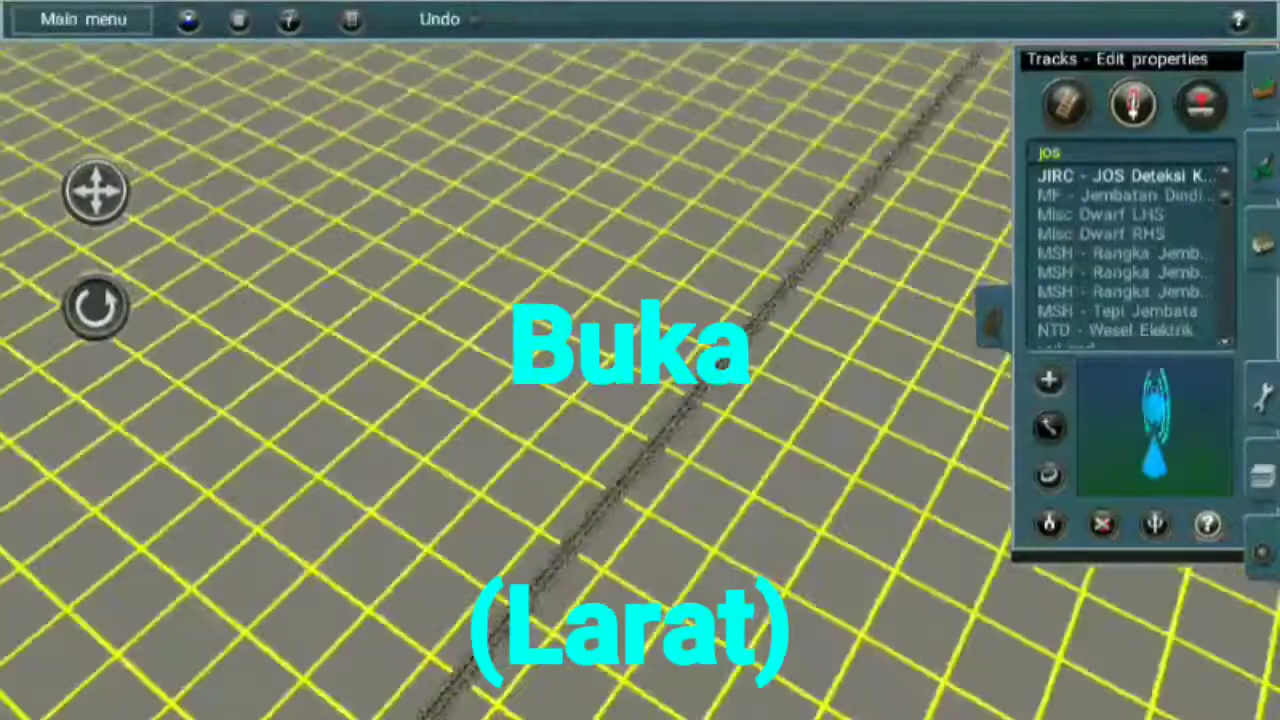 Main menu
Undo
?
Tracks - Edit properties
jos
JIRC - JOS Deteksi K...
MF - Jembatan Dindi...
Misc Dwarf LHS
Misc Dwarf RHS
MSH - Rangka Jemb...
MSH - Rangka Jemb...
MSH - Rangka Jemb...
MSH - Tepi Jembata
NTD - Wesel Elektrik
?
Buka
(Larat)